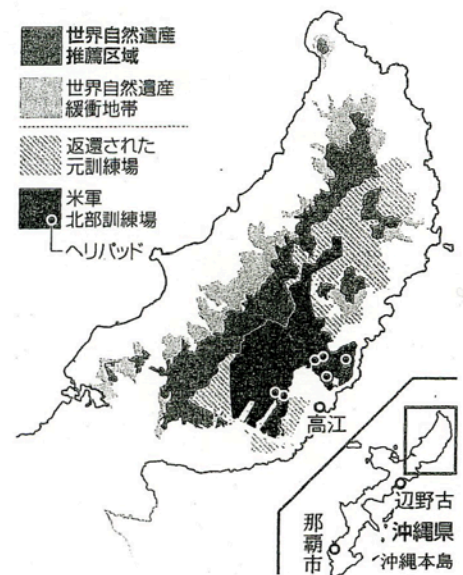 世界自然遺産
推薦区域
世界自然遺産
緩衝地帯
返還された
元訓練場
米軍
北部訓練場
ヘリパッド
高江
辺野古
那覇市
沖縄県
沖縄本島